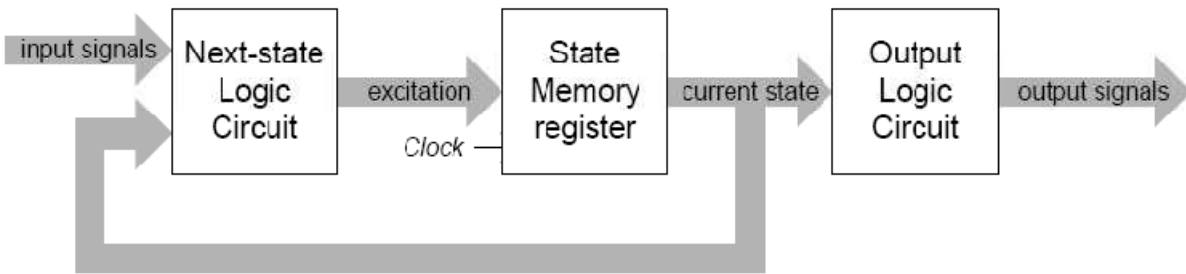 input signals
Next-state
Logic
Circuit
excitation
Clock
State
Memory
register
current state
Output
Logic
Circuit
output signals